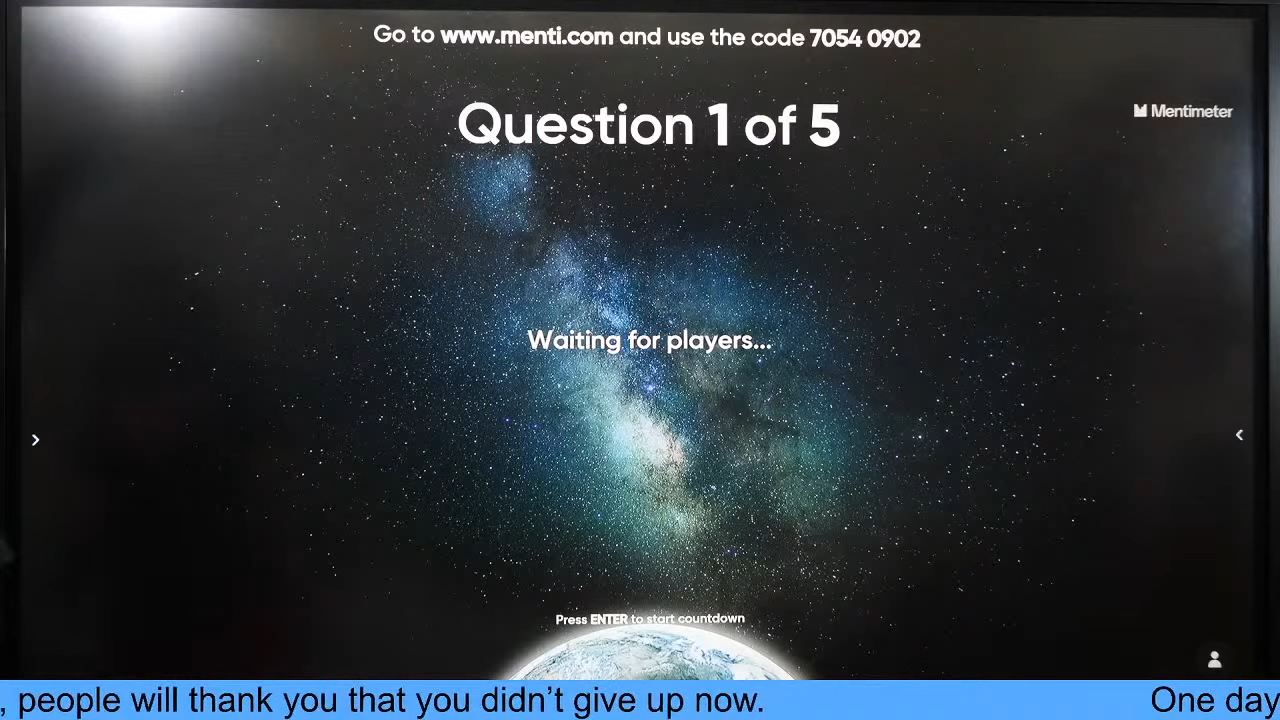 Go to www.menti.com and use the code 7054 0902
Question 1 of 5
Mentimeter
Waiting for players...
Press ENTER to start countdown
, people will thank you that you didn’t give up now. One day